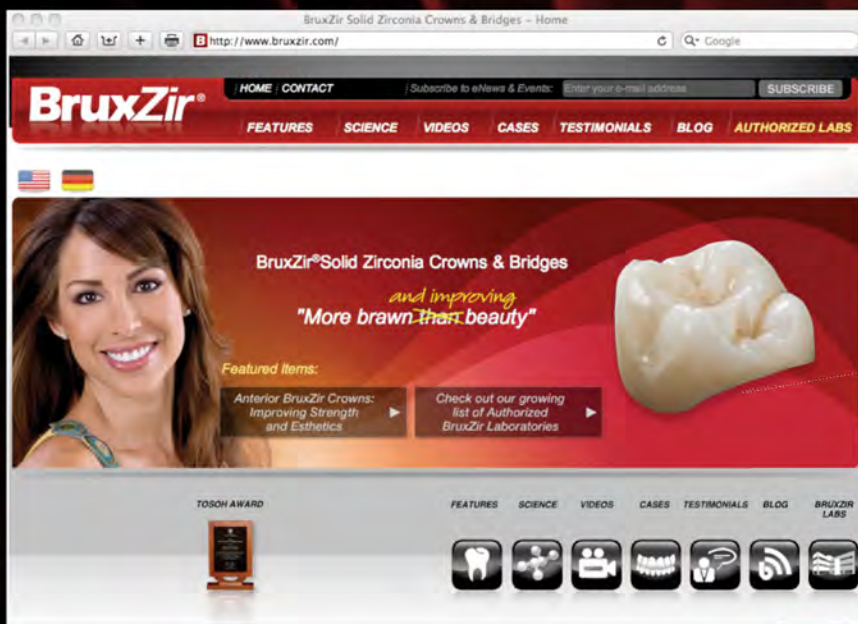 BruxZir Solid Zirconia Crowns & Bridges – Home
http://www.bruxzir.com/
Google
BruxZir®
HOME CONTACT
Subscribe to eNews & Events:
Enter your e-mail address
SUBSCRIBE
FEATURES SCIENCE VIDEOS CASES TESTIMONIALS BLOG AUTHORIZED LABS
BruxZir®Solid Zirconia Crowns & Bridges
and improving
"More brawn than beauty"
Featured Items:
Anterior BruxZir Crowns:
Improving Strength
and Esthetics
Check out our growing
list of Authorized
BruxZir Laboratories
TOSOH AWARD
FEATURES SCIENCE VIDEOS CASES TESTIMONIALS BLOG BRUXZIR
LABS